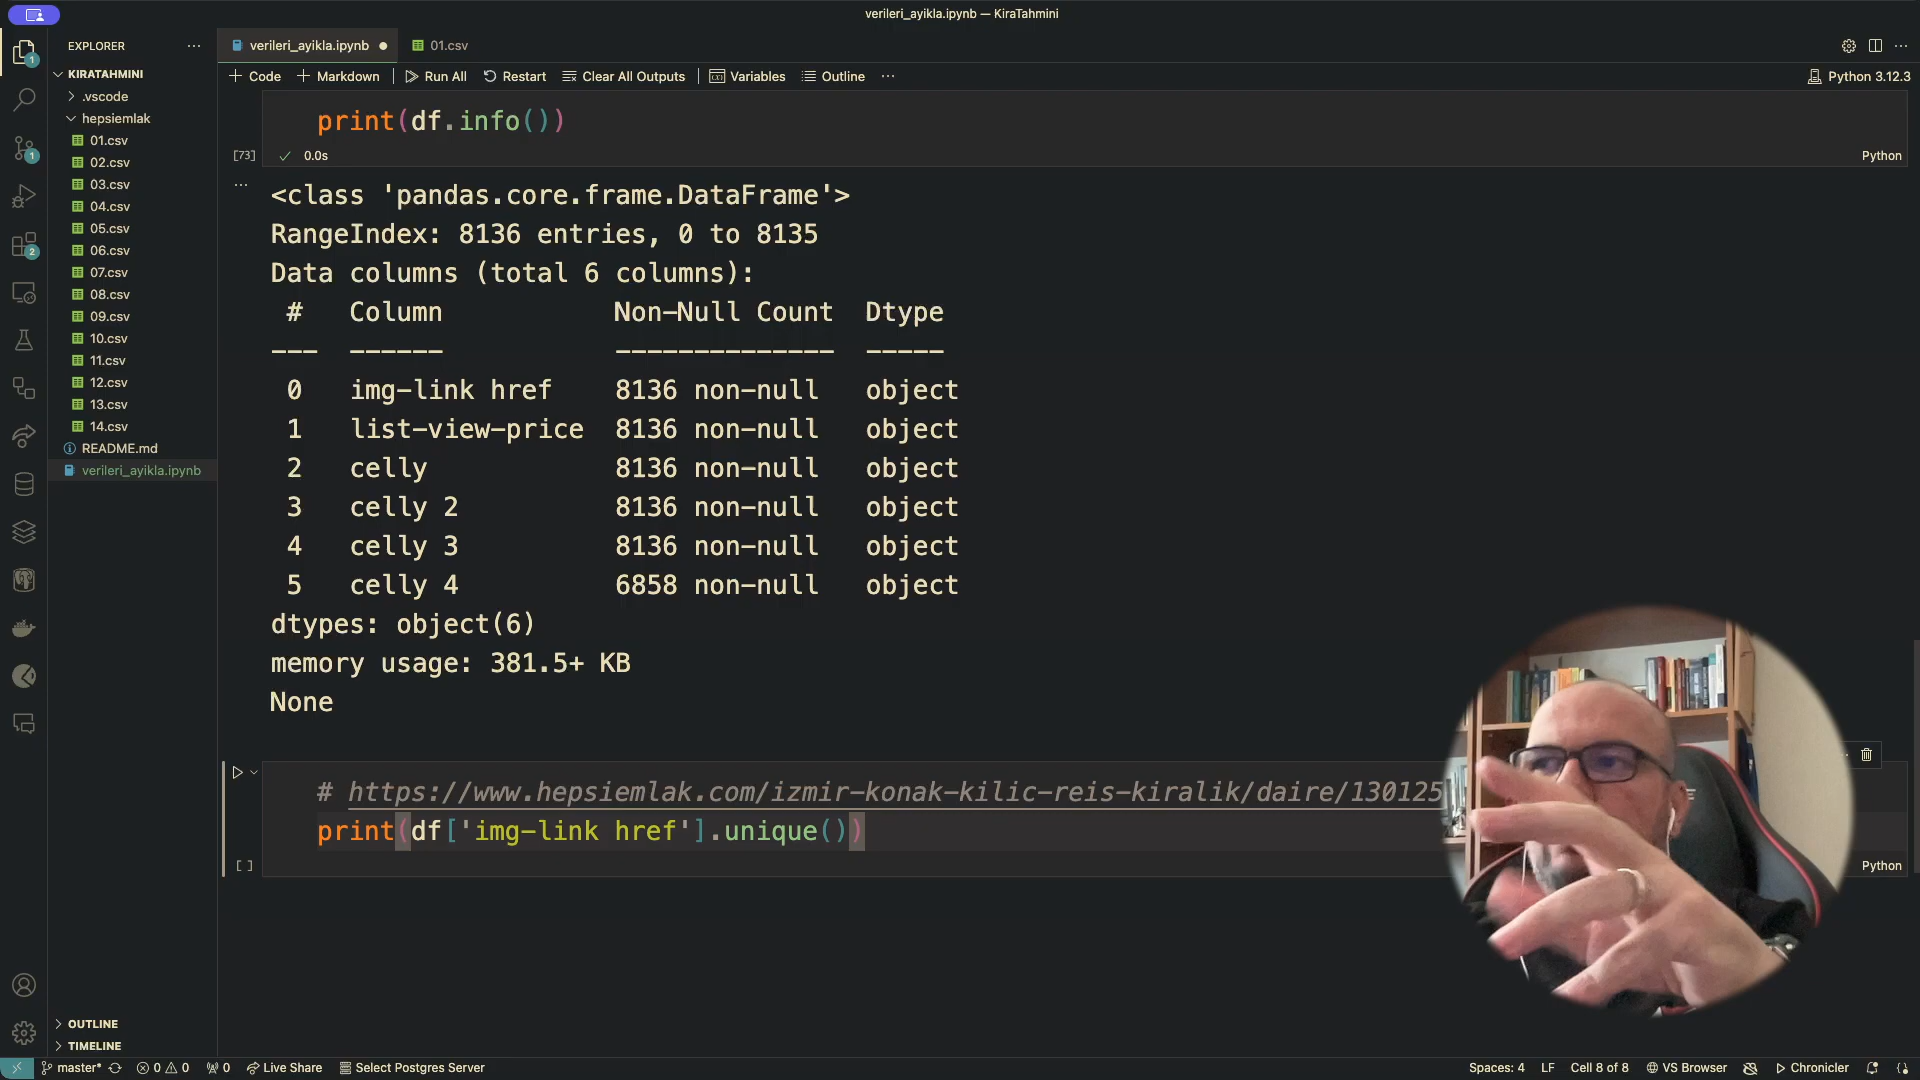 verileri_ayikla.ipynb — KiraTahmini
EXPLORER
verileri_ayikla.ipynb
01.csv
KIRATAHMINI
Code
Markdown
Run All
Restart
Clear All Outputs
Variables
Outline
Python 3.12.3
.vscode
hepsiemlak
01.csv
02.csv
03.csv
04.csv
05.csv
06.csv
07.csv
08.csv
09.csv
10.csv
11.csv
12.csv
13.csv
14.csv
README.md
verileri_ayikla.ipynb
OUTLINE
TIMELINE
1
1
2
print(df.info())
[73]
0.0s
Python
<class 'pandas.core.frame.DataFrame'>
RangeIndex: 8136 entries, 0 to 8135
Data columns (total 6 columns):
# Column Non-Null Count Dtype
--- ------ -------------- -----
0 img-link href 8136 non-null object
1 list-view-price 8136 non-null object
2 celly 8136 non-null object
3 celly 2 8136 non-null object
4 celly 3 8136 non-null object
5 celly 4 6858 non-null object
dtypes: object(6)
memory usage: 381.5+ KB
None
# https://www.hepsiemlak.com/izmir-konak-kilic-reis-kiralik/daire/130125
print(df['img-link href'].unique())
[ ]
Python
master*
0
0
0
Live Share
Select Postgres Server
Spaces: 4
LF
Cell 8 of 8
VS Browser
Chronicler